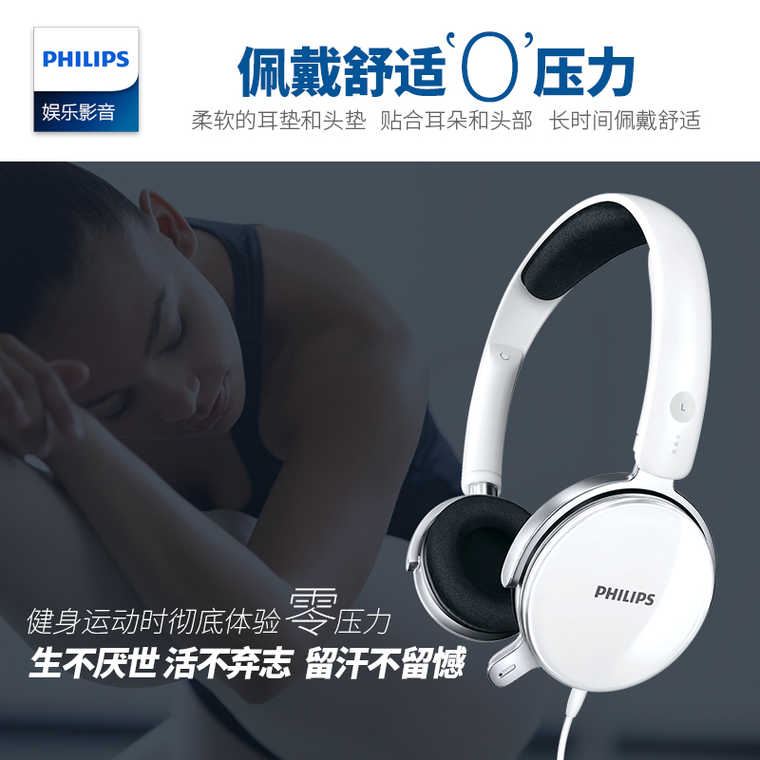 PHILIPS
娱乐影音
佩戴舒适‘0’压力
柔软的耳垫和头垫 贴合耳朵和头部 长时间佩戴舒适
L
PHILIPS
健身运动时彻底体验零压力
生不厌世 活不弃志 留汗不留憾